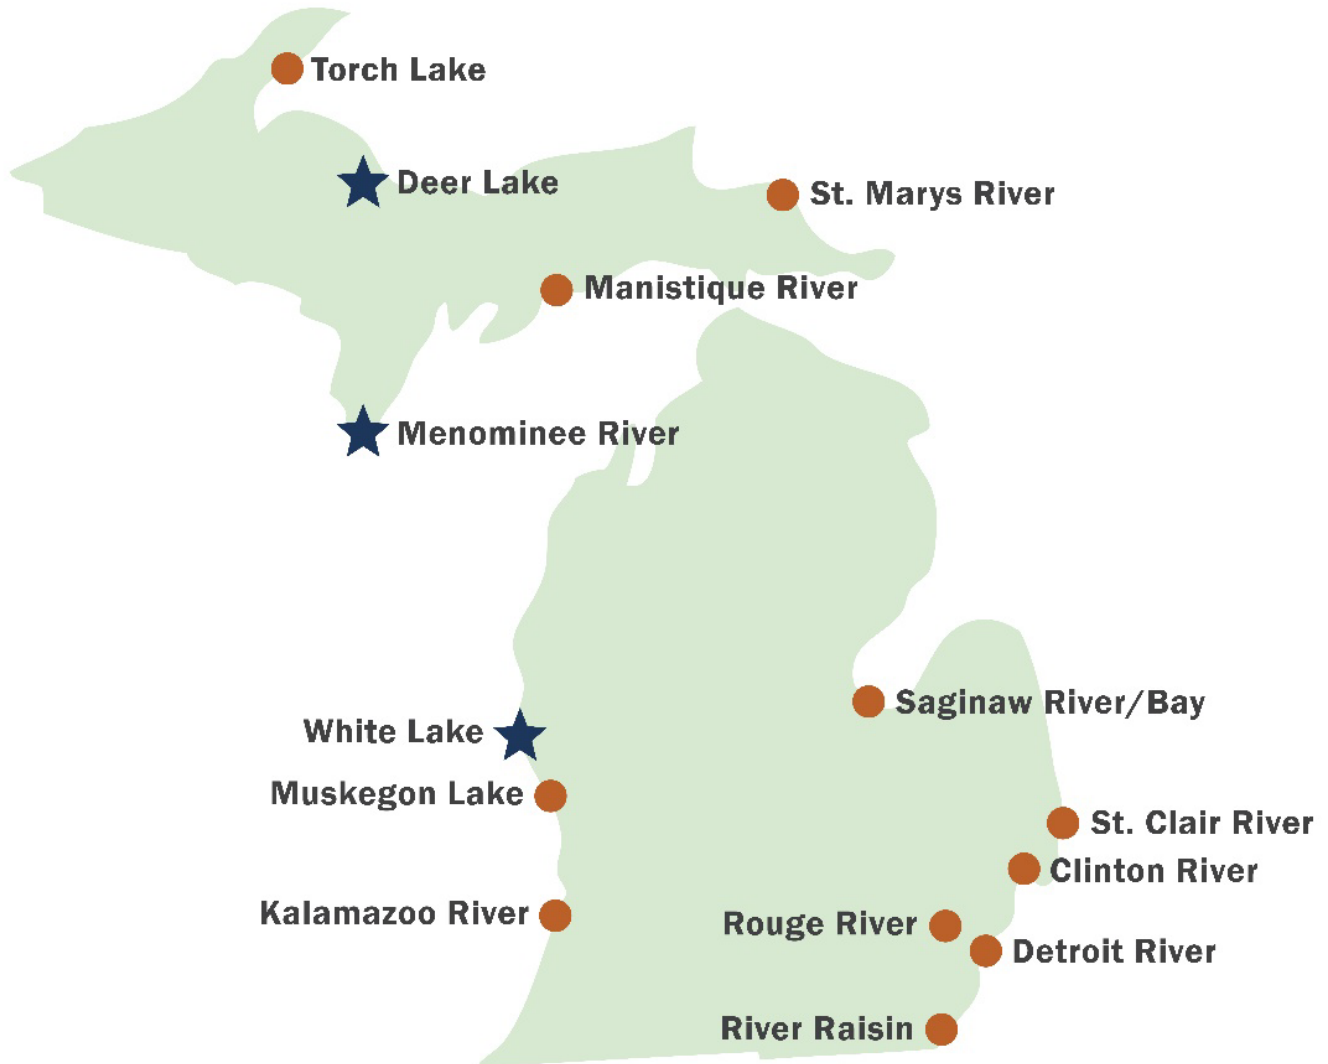 Torch Lake
Deer Lake
St. Marys River
Manistique River
Menominee River
Saginaw River/Bay
White Lake
Muskegon Lake
St. Clair River
Clinton River
Kalamazoo River
Rouge River
Detroit River
River Raisin